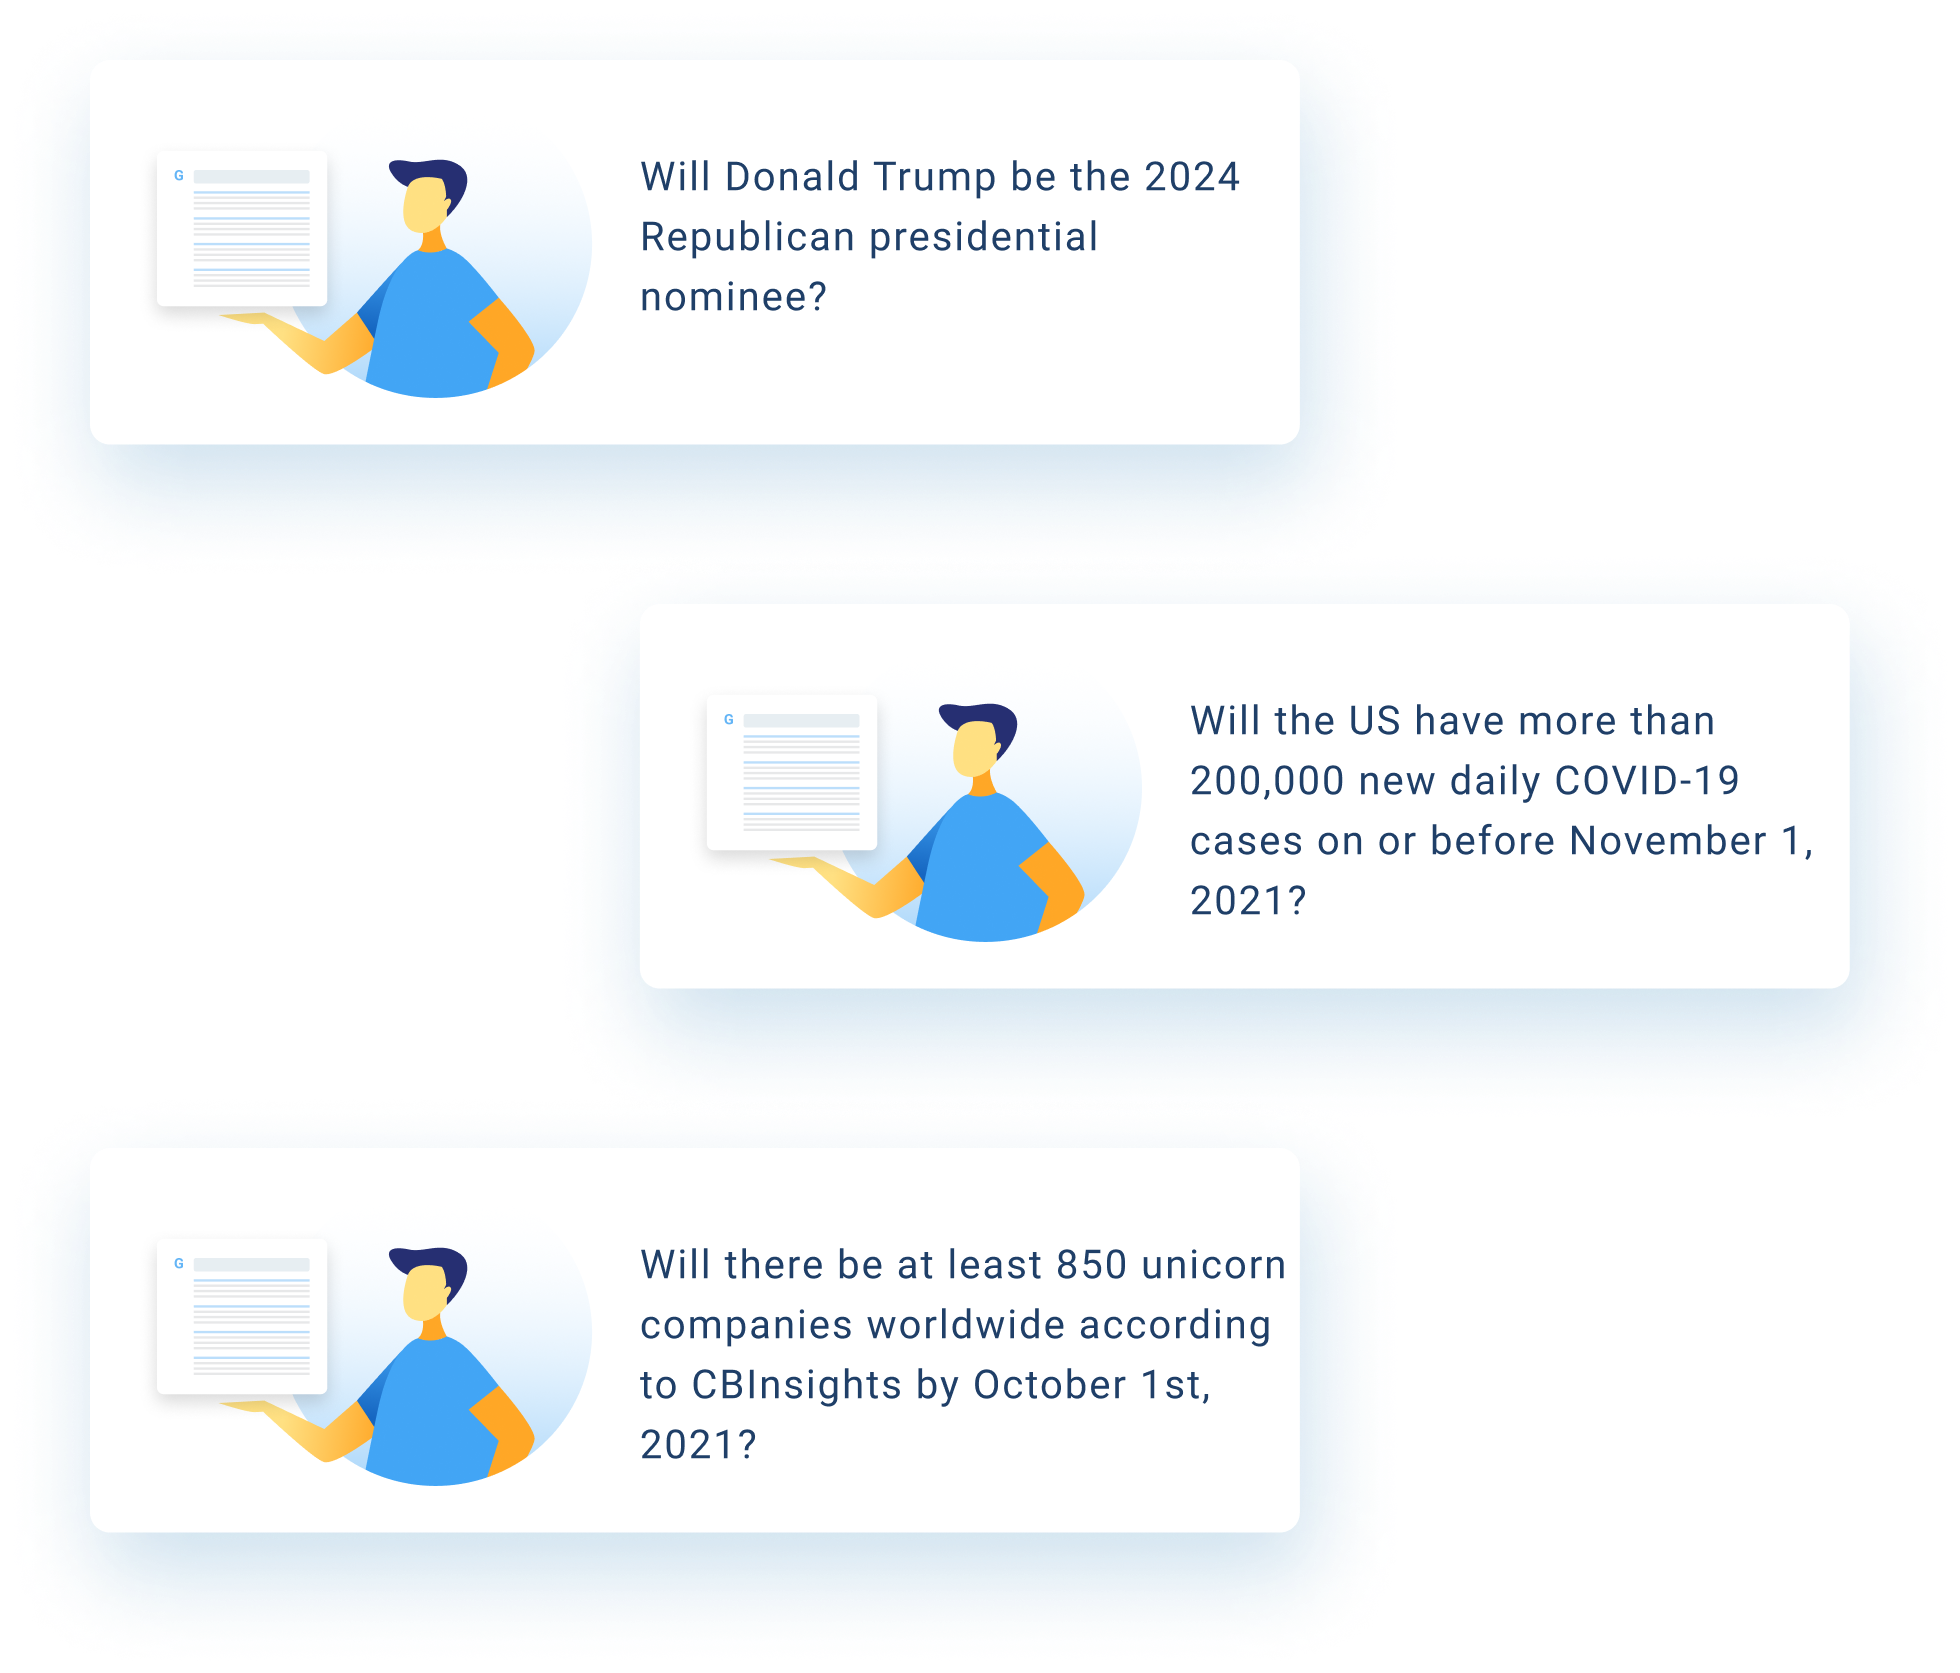 G
Will Donald Trump be the 2024
Republican presidential
nominee?
G
Will the US have more than
200,000 new daily COVID-19
cases on or before November 1,
2021?
G
Will there be at least 850 unicorn
companies worldwide according
to CBInsights by October 1st,
2021?